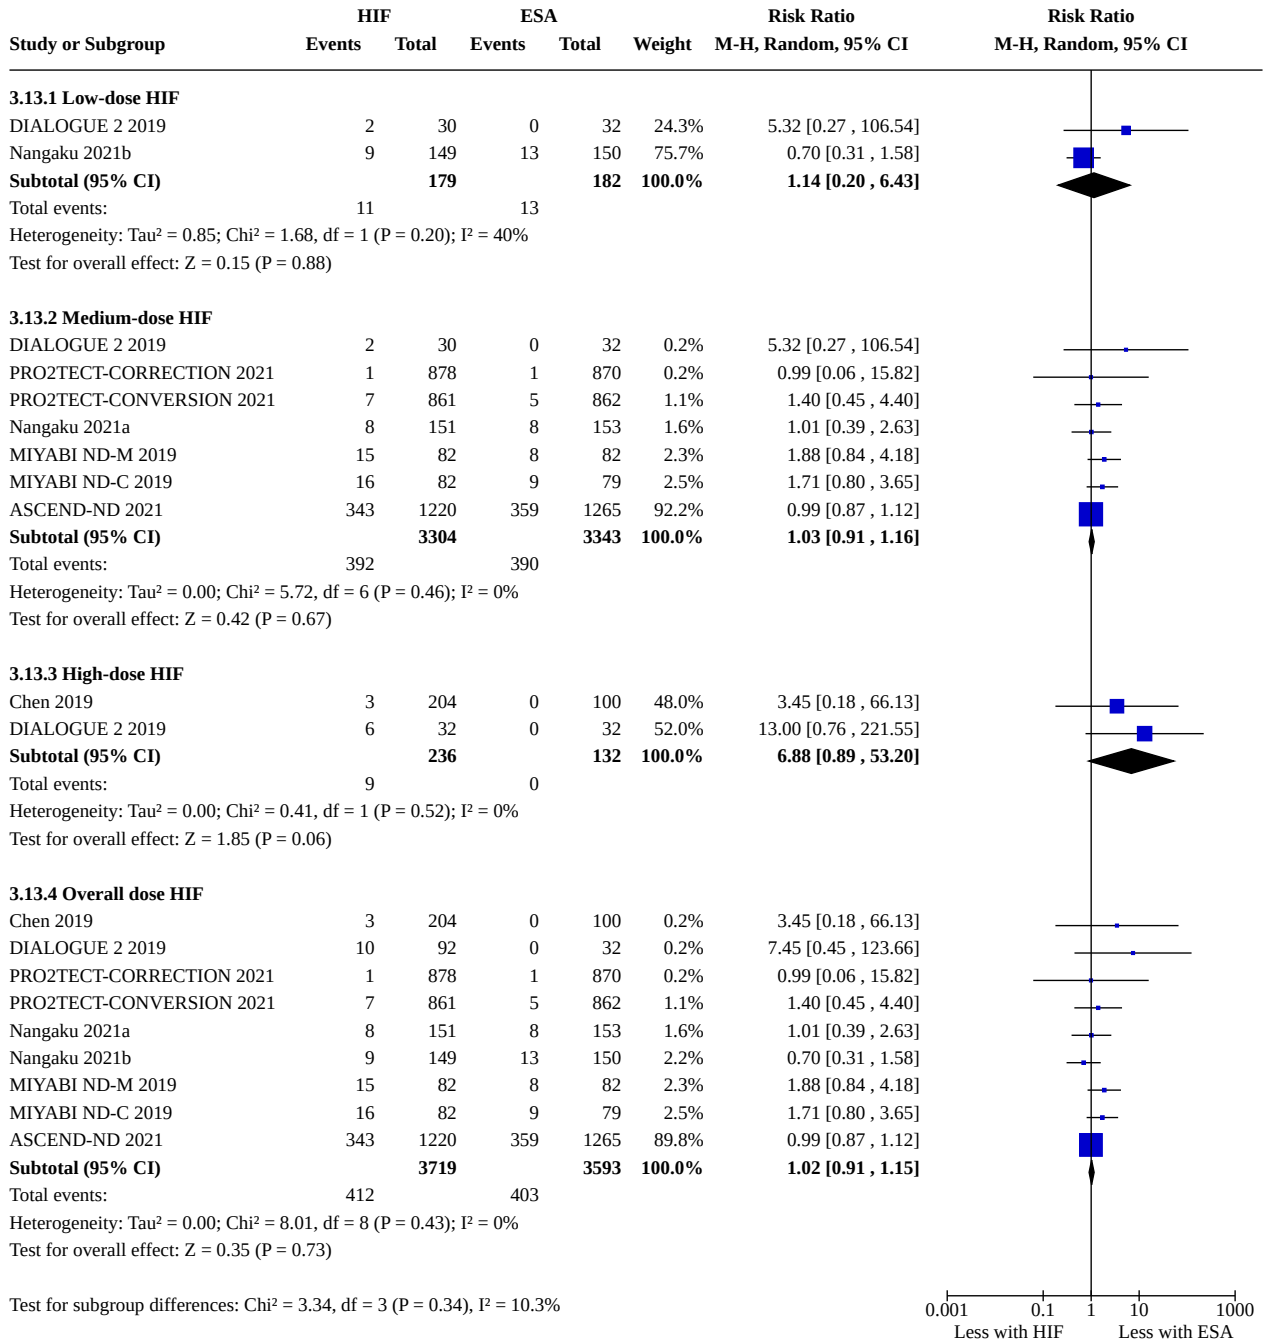 HIF ESA Risk Ratio Risk Ratio
Study or Subgroup Events Total Events Total Weight M-H, Random, 95% CI M-H, Random, 95% CI
3.13.1 Low-dose HIF
DIALOGUE 2 2019 2 30 0 32 24.3% 5.32 [0.27 , 106.54]
Nangaku 2021b 9 149 13 150 75.7% 0.70 [0.31 , 1.58]
Subtotal (95% CI) 179 182 100.0% 1.14 [0.20 , 6.43]
Total events: 11 13
Heterogeneity: Tau² = 0.85; Chi² = 1.68, df = 1 (P = 0.20); I² = 40%
Test for overall effect: Z = 0.15 (P = 0.88)
3.13.2 Medium-dose HIF
DIALOGUE 2 2019 2 30 0 32 0.2% 5.32 [0.27 , 106.54]
PRO2TECT-CORRECTION 2021 1 878 1 870 0.2% 0.99 [0.06 , 15.82]
PRO2TECT-CONVERSION 2021 7 861 5 862 1.1% 1.40 [0.45 , 4.40]
Nangaku 2021a 8 151 8 153 1.6% 1.01 [0.39 , 2.63]
MIYABI ND-M 2019 15 82 8 82 2.3% 1.88 [0.84 , 4.18]
MIYABI ND-C 2019 16 82 9 79 2.5% 1.71 [0.80 , 3.65]
ASCEND-ND 2021 343 1220 359 1265 92.2% 0.99 [0.87 , 1.12]
Subtotal (95% CI) 3304 3343 100.0% 1.03 [0.91 , 1.16]
Total events: 392 390
Heterogeneity: Tau² = 0.00; Chi² = 5.72, df = 6 (P = 0.46); I² = 0%
Test for overall effect: Z = 0.42 (P = 0.67)
3.13.3 High-dose HIF
Chen 2019 3 204 0 100 48.0% 3.45 [0.18 , 66.13]
DIALOGUE 2 2019 6 32 0 32 52.0% 13.00 [0.76 , 221.55]
Subtotal (95% CI) 236 132 100.0% 6.88 [0.89 , 53.20]
Total events: 9 0
Heterogeneity: Tau² = 0.00; Chi² = 0.41, df = 1 (P = 0.52); I² = 0%
Test for overall effect: Z = 1.85 (P = 0.06)
3.13.4 Overall dose HIF
Chen 2019 3 204 0 100 0.2% 3.45 [0.18 , 66.13]
DIALOGUE 2 2019 10 92 0 32 0.2% 7.45 [0.45 , 123.66]
PRO2TECT-CORRECTION 2021 1 878 1 870 0.2% 0.99 [0.06 , 15.82]
PRO2TECT-CONVERSION 2021 7 861 5 862 1.1% 1.40 [0.45 , 4.40]
Nangaku 2021a 8 151 8 153 1.6% 1.01 [0.39 , 2.63]
Nangaku 2021b 9 149 13 150 2.2% 0.70 [0.31 , 1.58]
MIYABI ND-M 2019 15 82 8 82 2.3% 1.88 [0.84 , 4.18]
MIYABI ND-C 2019 16 82 9 79 2.5% 1.71 [0.80 , 3.65]
ASCEND-ND 2021 343 1220 359 1265 89.8% 0.99 [0.87 , 1.12]
Subtotal (95% CI) 3719 3593 100.0% 1.02 [0.91 , 1.15]
Total events: 412 403
Heterogeneity: Tau² = 0.00; Chi² = 8.01, df = 8 (P = 0.43); I² = 0%
Test for overall effect: Z = 0.35 (P = 0.73)
Test for subgroup differences: Chi² = 3.34, df = 3 (P = 0.34), I² = 10.3%
0.001 0.1 1 10 1000
Less with HIF Less with ESA